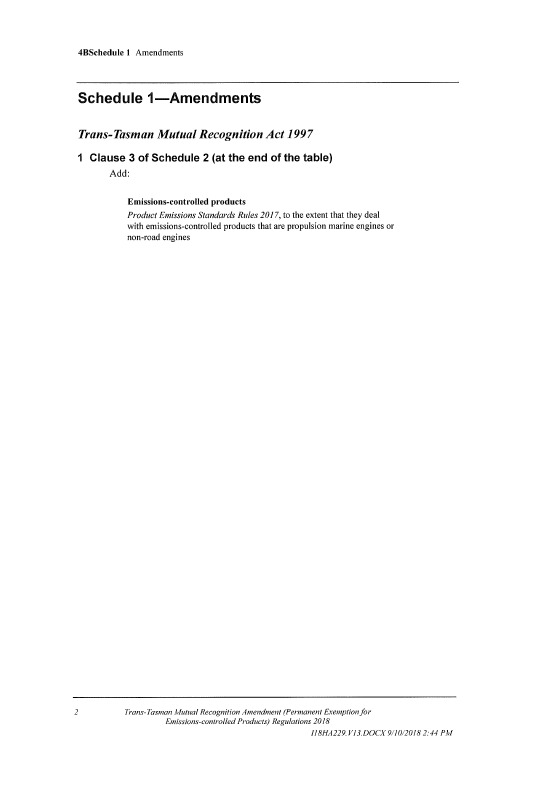 4BSchedule 1 Amendments
Schedule 1—Amendments
Trans-Tasman Mutual Recognition Act 1997
1 Clause 3 of Schedule 2 (at the end of the table)
Add:
Emissions-controlled products
Product Emissions Standards Rules 2017, to the extent that they deal
with emissions-controlled products that are propulsion marine engines or
non-road engines
2
Trans-Tasman Mutual Recognition Amendment (Permanent Exemption for
Emissions-controlled Products) Regulations 2018
I18HA229.V13.DOCX 9/10/2018 2:44 PM